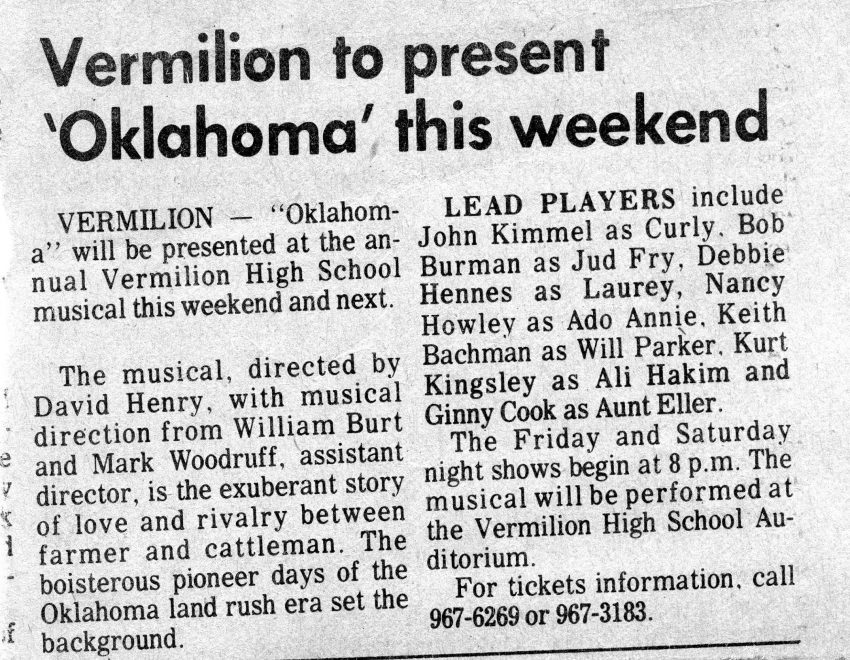 Vermilion to present
'Oklahoma' this weekend
VERMILION — "Oklahom-
a" will be presented at the an-
nual Vermilion High School
musical this weekend and next.
The musical, directed by
David Henry, with musical
direction from William Burt
and Mark Woodruff, assistant
director, is the exuberant story
of love and rivalry between
farmer and cattleman. The
boisterous pioneer days of the
Oklahoma land rush era set the
background.
LEAD PLAYERS include
John Kimmel as Curly, Bob
Burman as Jud Fry, Debbie
Hennes as Laurey, Nancy
Howley as Ado Annie, Keith
Bachman as Will Parker, Kurt
Kingsley as Ali Hakim and
Ginny Cook as Aunt Eller.
The Friday and Saturday
night shows begin at 8 p.m. The
musical will be performed at
the Vermilion High School Au-
ditorium.
For tickets information, call
967-6269 or 967-3183.